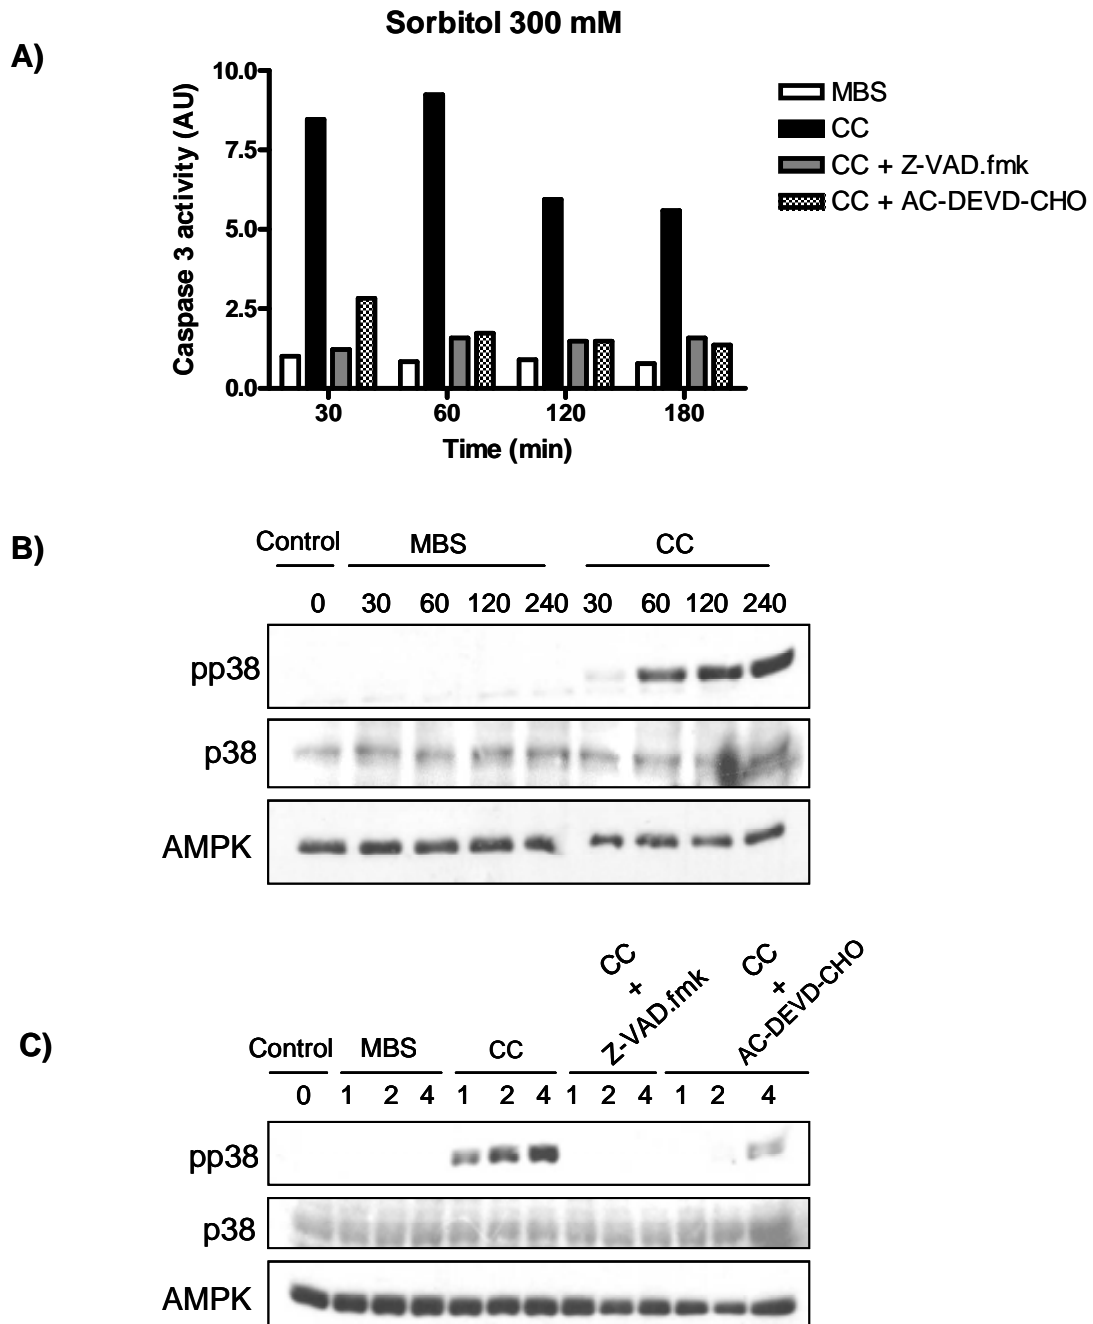 Sorbitol 300 mM
A)
10.0
7.5
5.0
2.5
0.0
Caspase 3 activity (AU)
30 60 120 180
Time (min)
MBS
CC
CC + Z-VAD.fmk
CC + AC-DEVD-CHO
B)
Control MBS CC
0 30 60 120 240 30 60 120 240
pp38
p38
AMPK
C)
CC
+
Z-VAD.fmk
CC
+
AC-DEVD-CHO
Control MBS CC
0 1 2 4 1 2 4 1 2 4 1 2 4
pp38
p38
AMPK